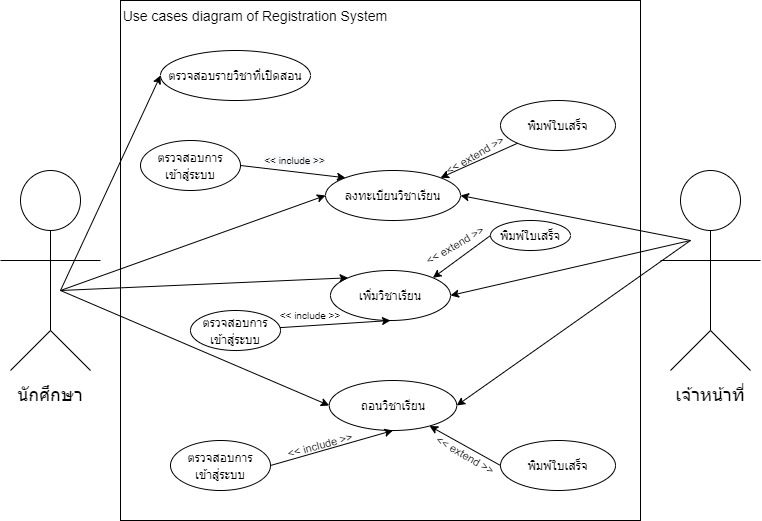 Use cases diagram of Registration System
ตรวจสอบรายวิชาที่เปิดสอน
พิมพ์ใบเสร็จ
<< extend >>
ตรวจสอบการ
เข้าสู่ระบบ
<< include >>
ลงทะเบียนวิชาเรียน
พิมพ์ใบเสร็จ
<< extend >>
เพิ่มวิชาเรียน
ตรวจสอบการ
เข้าสู่ระบบ
<< include >>
นักศึกษา
เจ้าหน้าที่
ถอนวิชาเรียน
ตรวจสอบการ
เข้าสู่ระบบ
<< include >>
<< extend >>
พิมพ์ใบเสร็จ